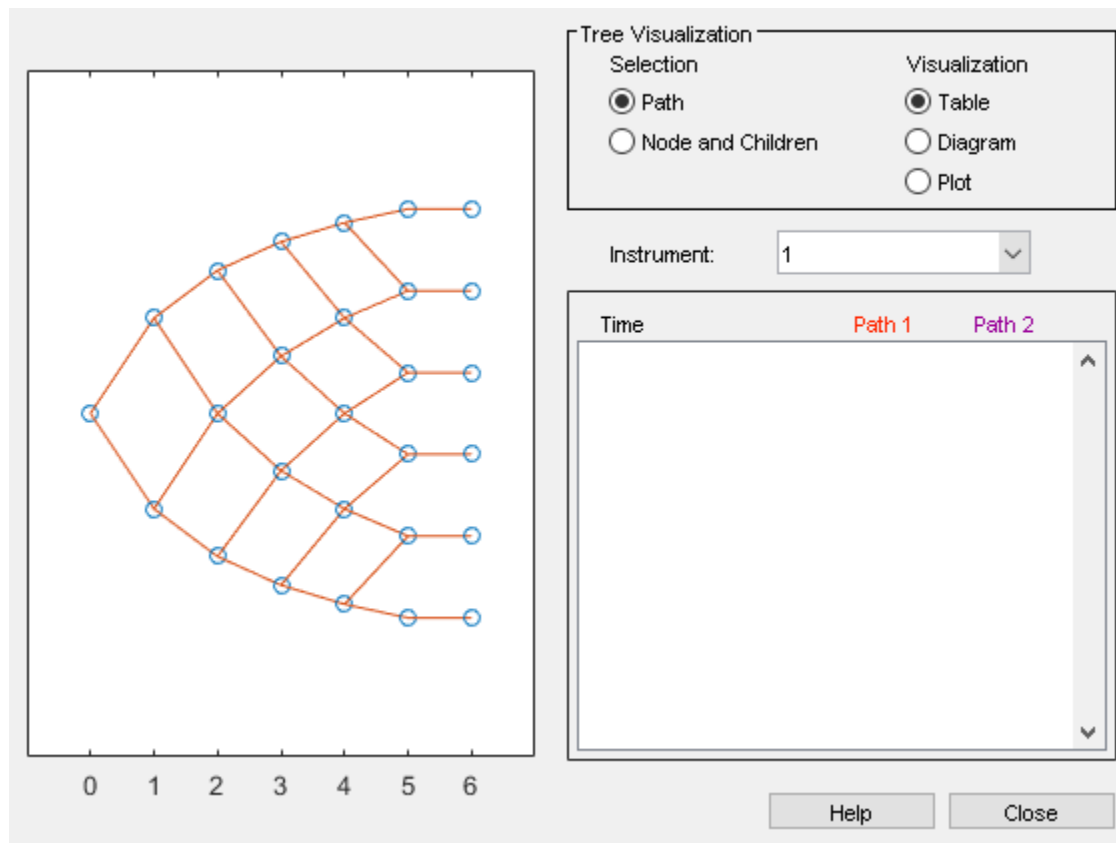 Tree Visualization
Selection Visualization
Path Table
Node and Children Diagram
Plot
Instrument: 1
Time Path 1 Path 2
0 1 2 3 4 5 6
Help Close